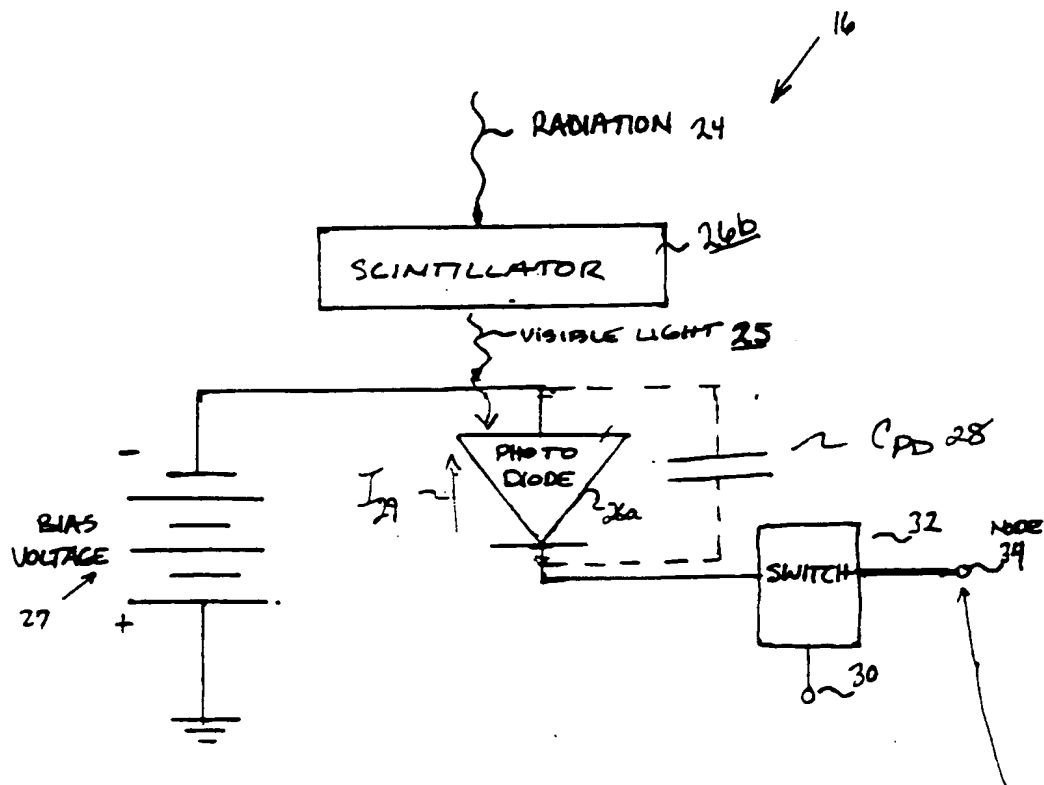 16
RADIATION 24
SCINTILLATOR
26b
VISIBLE LIGHT 25
-
PHOTO
DIODE
26a
I29
CPD 28
BIAS
VOLTAGE
27
+
SWITCH
32
NODE
34
30